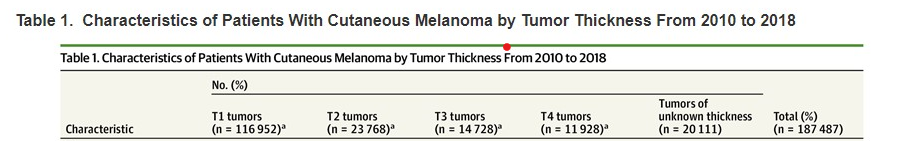 Table 1. Characteristics of Patients With Cutaneous Melanoma by Tumor Thickness From 2010 to 2018
Table 1. Characteristics of Patients With Cutaneous Melanoma by Tumor Thickness From 2010 to 2018
No. (%)
Characteristic
T1 tumors
(n = 116 952)ᵃ
T2 tumors
(n = 23 768)ᵃ
T3 tumors
(n = 14 728)ᵃ
T4 tumors
(n = 11 928)ᵃ
Tumors of
unknown thickness
(n = 20 111)
Total (%)
(n = 187 487)